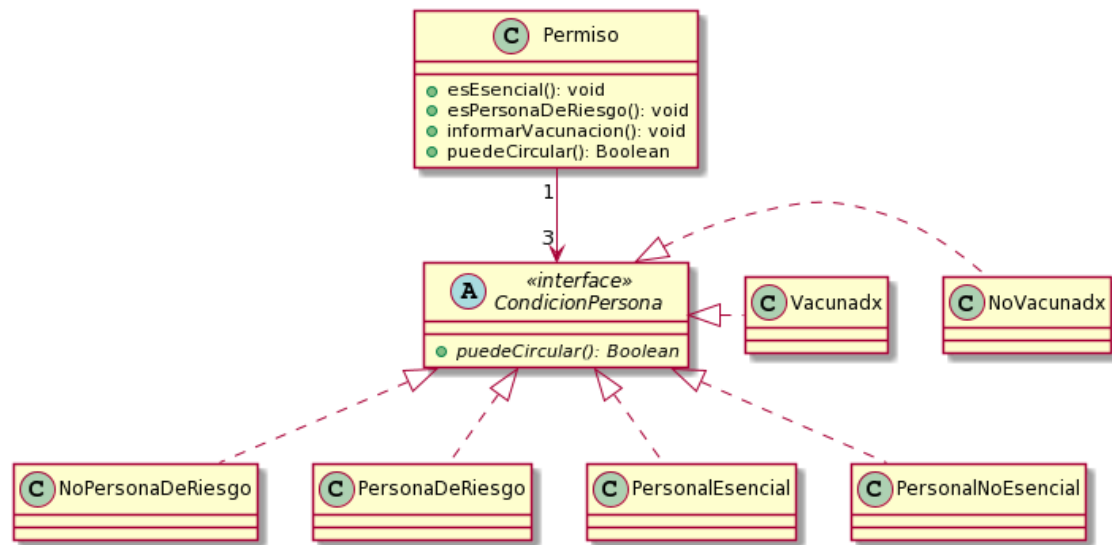 C Permiso
esEsencial(): void
esPersonaDeRiesgo(): void
informarVacunacion(): void
puedeCircular(): Boolean
1
3
A «interface»
CondicionPersona
puedeCircular(): Boolean
C Vacunadx
C NoVacunadx
C NoPersonaDeRiesgo
C PersonaDeRiesgo
C PersonalEsencial
C PersonalNoEsencial